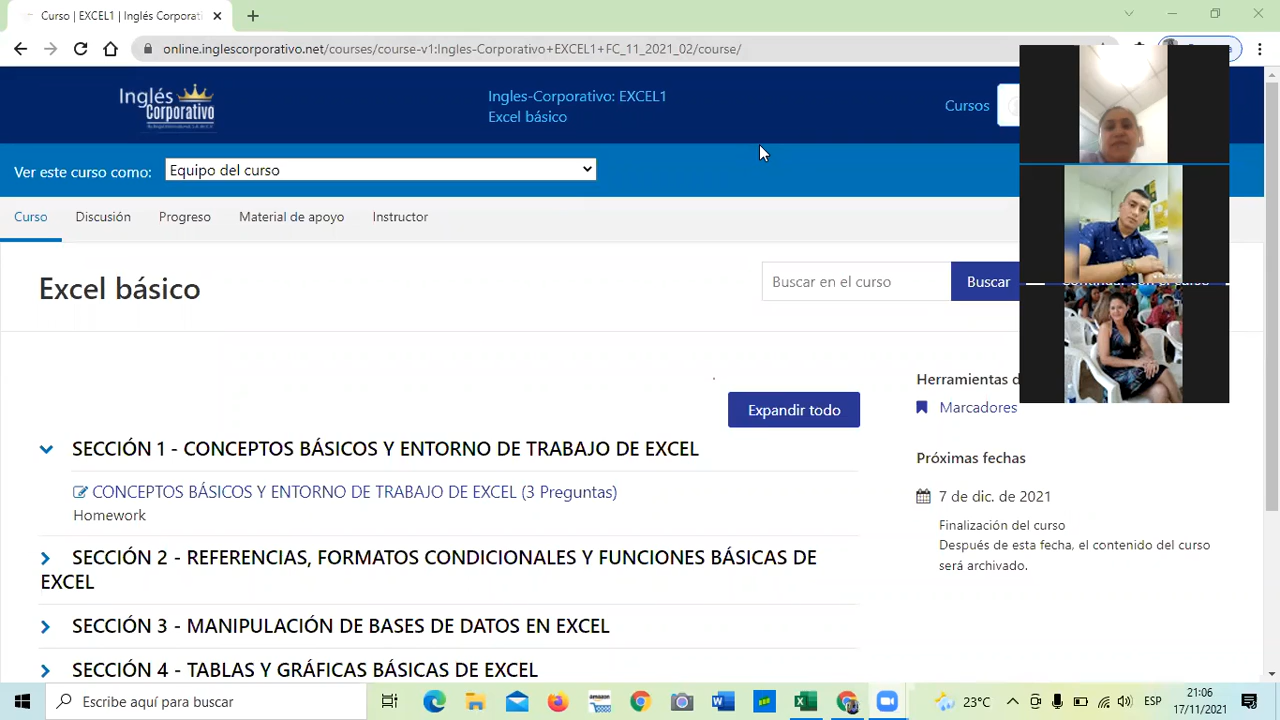 Curso | EXCEL1 | Inglés Corporati
online.inglescorporativo.net/courses/course-v1:Ingles-Corporativo+EXCEL1+FC_11_2021_02/course/
Inglés
Corporativo
Ingles-Corporativo: EXCEL1
Excel básico
Cursos
Ver este curso como:
Equipo del curso
Curso
Discusión
Progreso
Material de apoyo
Instructor
Excel básico
Buscar en el curso
Buscar
Continuar con el curso
Expandir todo
Herramientas d
Marcadores
SECCIÓN 1 - CONCEPTOS BÁSICOS Y ENTORNO DE TRABAJO DE EXCEL
CONCEPTOS BÁSICOS Y ENTORNO DE TRABAJO DE EXCEL (3 Preguntas)
Homework
SECCIÓN 2 - REFERENCIAS, FORMATOS CONDICIONALES Y FUNCIONES BÁSICAS DE
EXCEL
SECCIÓN 3 - MANIPULACIÓN DE BASES DE DATOS EN EXCEL
SECCIÓN 4 - TABLAS Y GRÁFICAS BÁSICAS DE EXCEL
Próximas fechas
7 de dic. de 2021
Finalización del curso
Después de esta fecha, el contenido del curso
será archivado.
Escribe aquí para buscar
23°C
ESP
21:06
17/11/2021